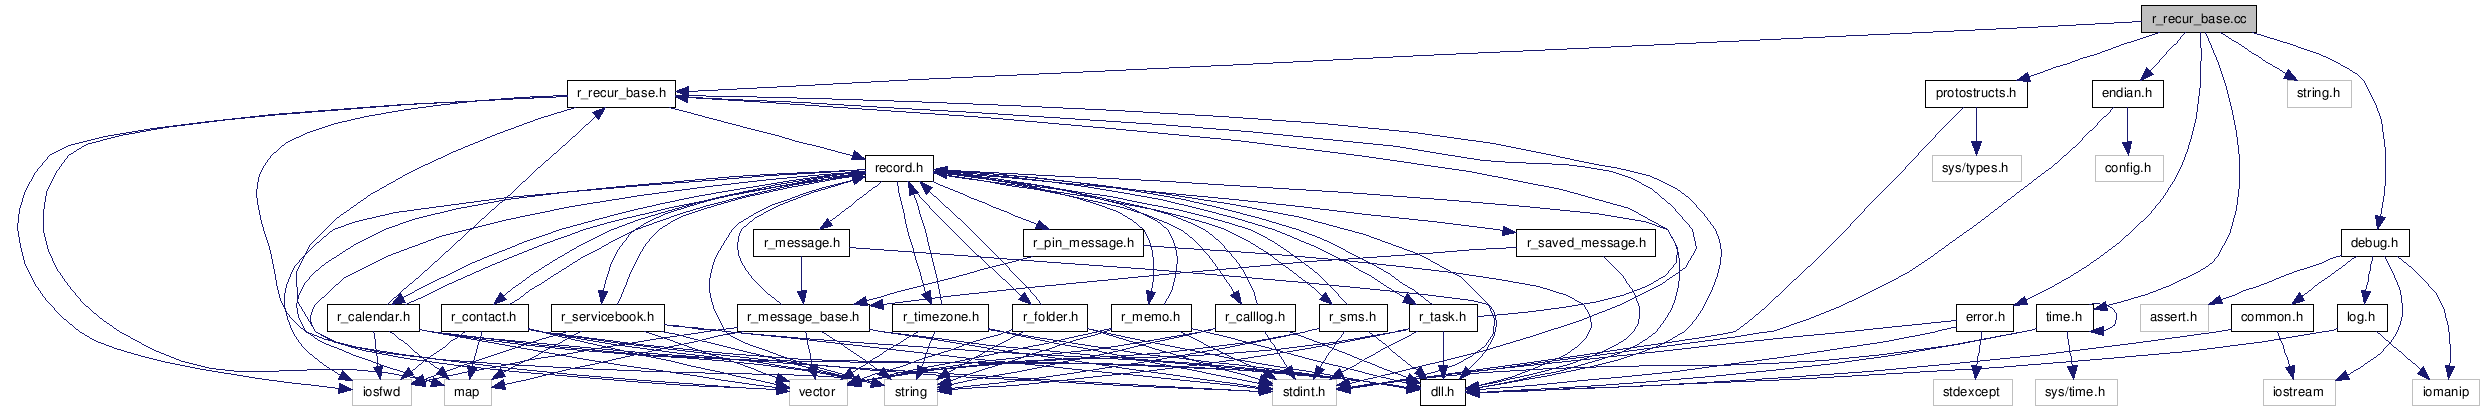 r_recur_base.cc
r_recur_base.h
protostructs.h
endian.h
string.h
record.h
sys/types.h
config.h
r_message.h
r_pin_message.h
r_saved_message.h
debug.h
r_calendar.h
r_contact.h
r_servicebook.h
r_message_base.h
r_timezone.h
r_folder.h
r_memo.h
r_calllog.h
r_sms.h
r_task.h
error.h
time.h
assert.h
common.h
log.h
iosfwd
map
vector
string
stdint.h
dll.h
stdexcept
sys/time.h
iostream
iomanip